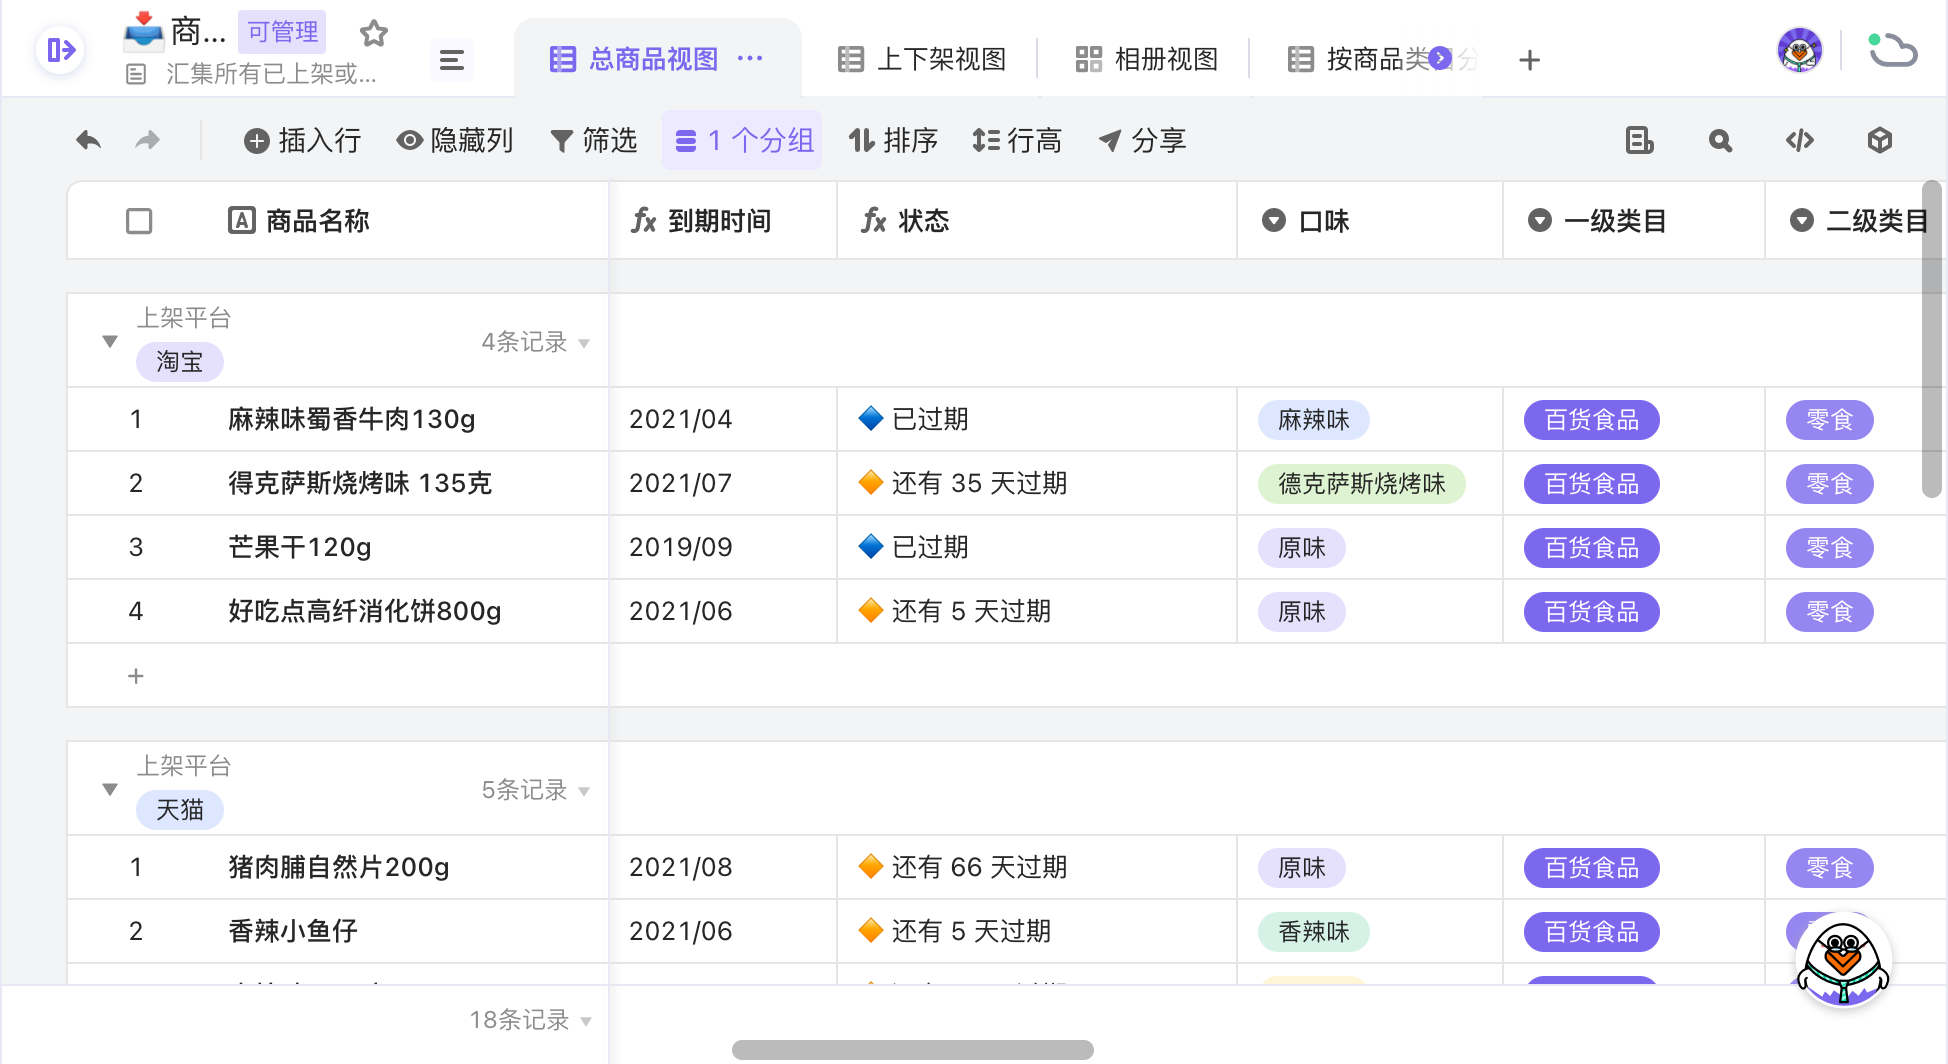 商...
可管理
汇集所有已上架或...
总商品视图
上下架视图
相册视图
按商品类目分
插入行
隐藏列
筛选
1 个分组
排序
行高
分享
商品名称
到期时间
状态
口味
一级类目
二级类目
上架平台
淘宝
4条记录
1 麻辣味蜀香牛肉130g 2021/04 已过期 麻辣味 百货食品 零食
2 得克萨斯烧烤味 135克 2021/07 还有 35 天过期 德克萨斯烧烤味 百货食品 零食
3 芒果干120g 2019/09 已过期 原味 百货食品 零食
4 好吃点高纤消化饼800g 2021/06 还有 5 天过期 原味 百货食品 零食
上架平台
天猫
5条记录
1 猪肉脯自然片200g 2021/08 还有 66 天过期 原味 百货食品 零食
2 香辣小鱼仔 2021/06 还有 5 天过期 香辣味 百货食品
18条记录